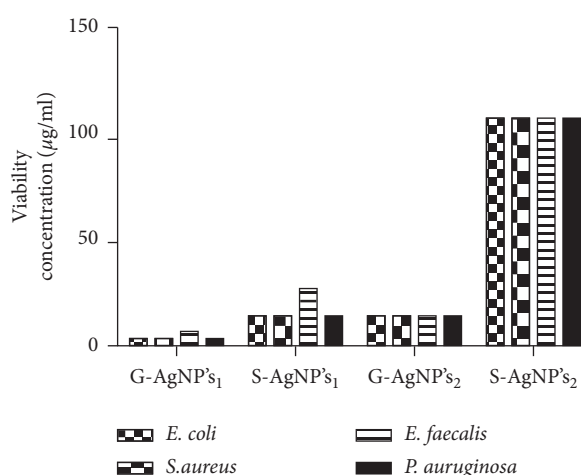 150
100
50
0
Viability
concentration (μg/ml)
G-AgNP's₁ S-AgNP's₁ G-AgNP's₂ S-AgNP's₂
E. coli E. faecalis
S.aureus P. auruginosa